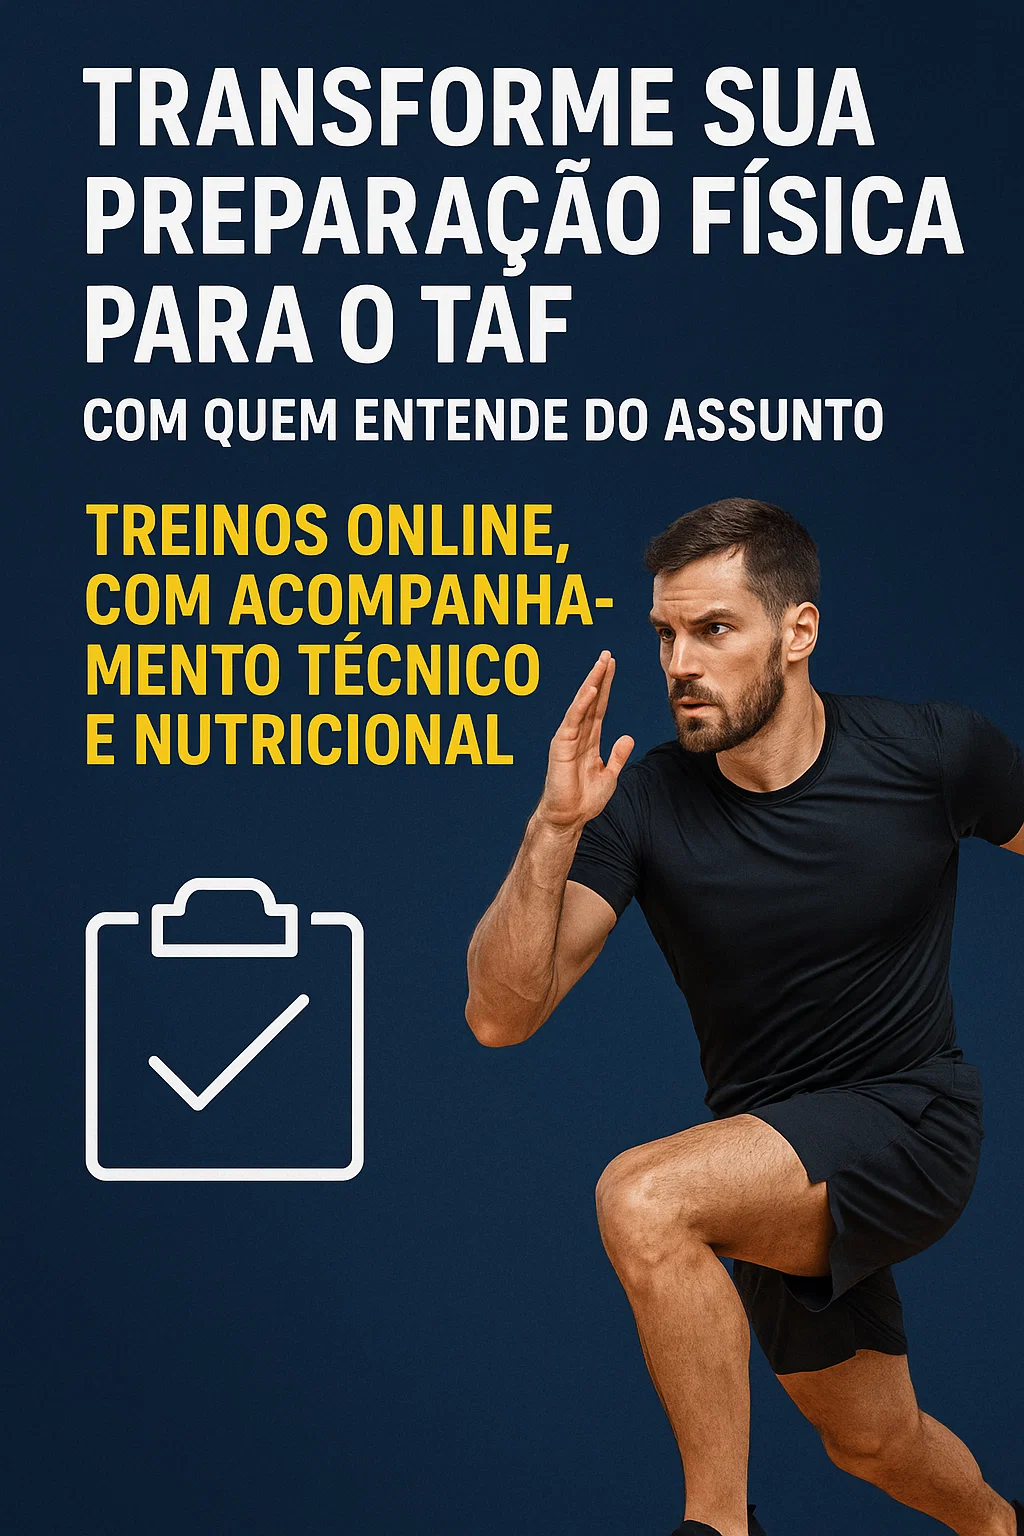 TRANSFORME SUA
PREPARAÇÃO FÍSICA
PARA O TAF
COM QUEM ENTENDE DO ASSUNTO
TREINOS ONLINE,
COM ACOMPANHA-
MENTO TÉCNICO
E NUTRICIONAL